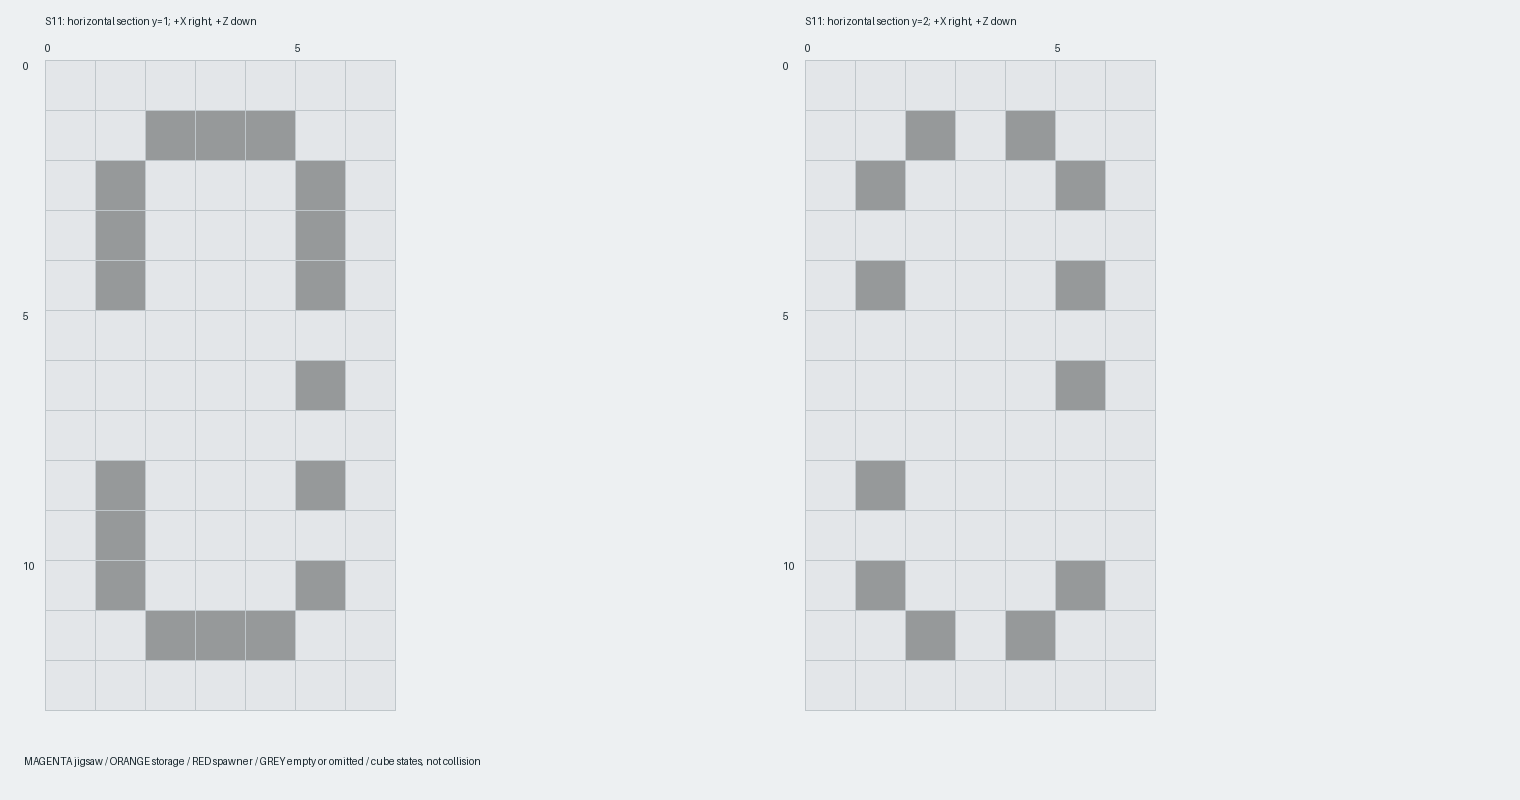 S11: horizontal section y=1; +X right, +Z down
0 5
0
5
10
S11: horizontal section y=2; +X right, +Z down
0 5
0
5
10
MAGENTA jigsaw / ORANGE storage / RED spawner / GREY empty or omitted / cube states, not collision